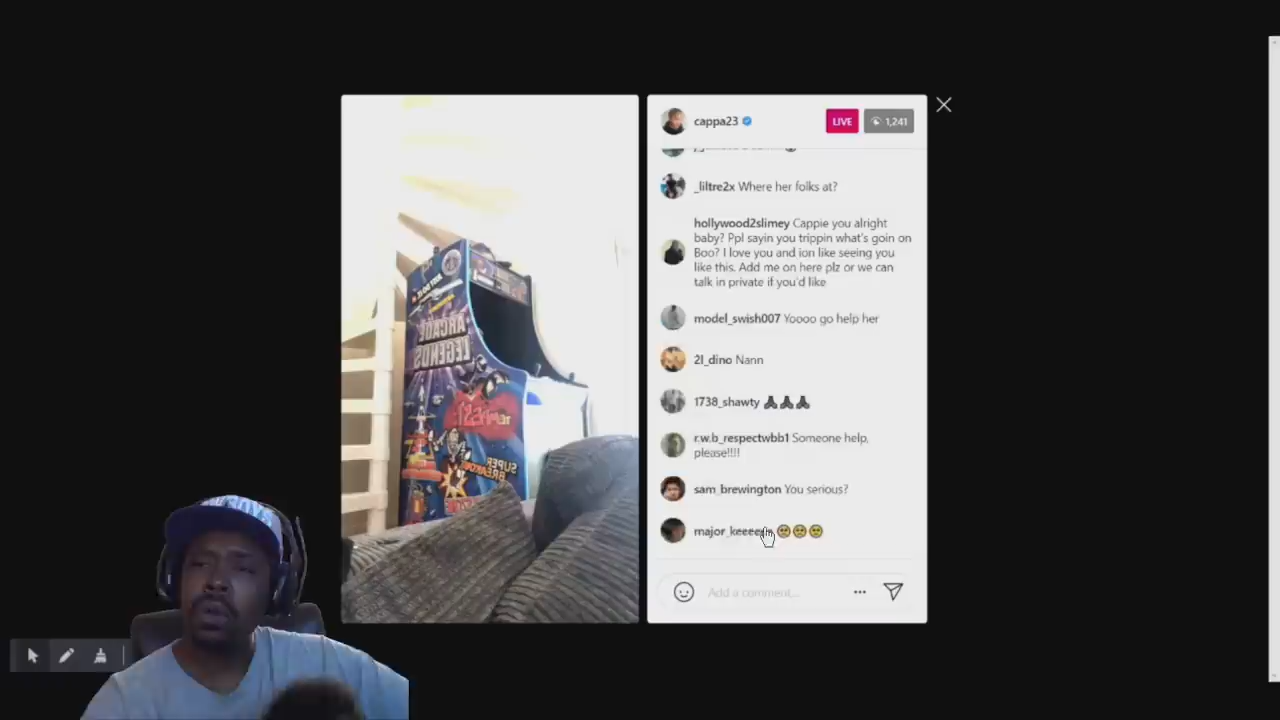 cappa23
LIVE
1,241
_liltre2x Where her folks at?
hollywood2slimey Cappie you alright
baby? Ppl sayin you trippin what's goin on
Boo? I love you and ion like seeing you
like this. Add me on here plz or we can
talk in private if you'd like
model_swish007 Yoooo go help her
2l_dino Nann
1738_shawty 🙏🏿🙏🏿🙏🏿
r.w.b_respectwbb1 Someone help,
please!!!!
sam_brewington You serious?
🥺🥺🥺
Add a comment...
ARCADE
LEGENDS
TEMPEST
SUPER
BREAKOUT